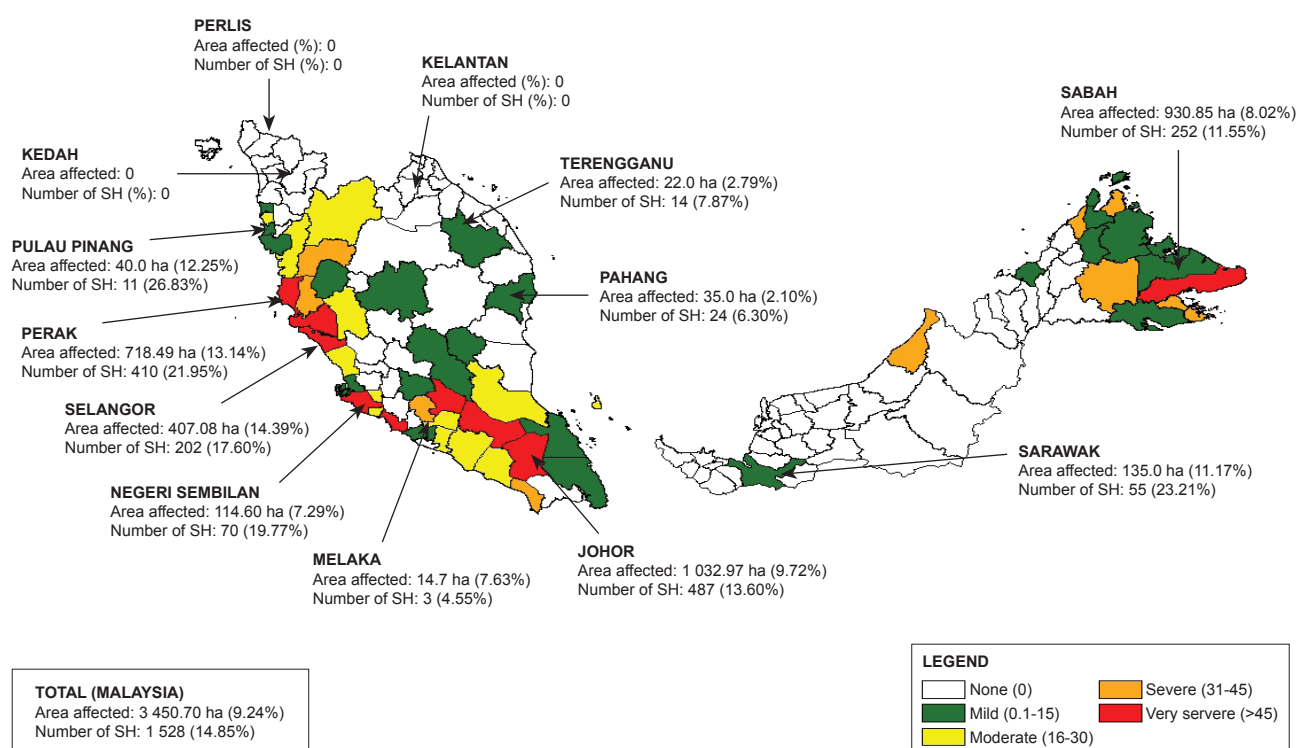 PERLIS
Area affected (%): 0
Number of SH (%): 0
KELANTAN
Area affected (%): 0
Number of SH (%): 0
SABAH
Area affected: 930.85 ha (8.02%)
Number of SH: 252 (11.55%)
KEDAH
Area affected: 0
Number of SH (%): 0
TERENGGANU
Area affected: 22.0 ha (2.79%)
Number of SH: 14 (7.87%)
PULAU PINANG
Area affected: 40.0 ha (12.25%)
Number of SH: 11 (26.83%)
PAHANG
Area affected: 35.0 ha (2.10%)
Number of SH: 24 (6.30%)
PERAK
Area affected: 718.49 ha (13.14%)
Number of SH: 410 (21.95%)
SELANGOR
Area affected: 407.08 ha (14.39%)
Number of SH: 202 (17.60%)
SARAWAK
Area affected: 135.0 ha (11.17%)
Number of SH: 55 (23.21%)
NEGERI SEMBILAN
Area affected: 114.60 ha (7.29%)
Number of SH: 70 (19.77%)
MELAKA
Area affected: 14.7 ha (7.63%)
Number of SH: 3 (4.55%)
JOHOR
Area affected: 1 032.97 ha (9.72%)
Number of SH: 487 (13.60%)
TOTAL (MALAYSIA)
Area affected: 3 450.70 ha (9.24%)
Number of SH: 1 528 (14.85%)
LEGEND
None (0)
Mild (0.1-15)
Moderate (16-30)
Severe (31-45)
Very servere (>45)